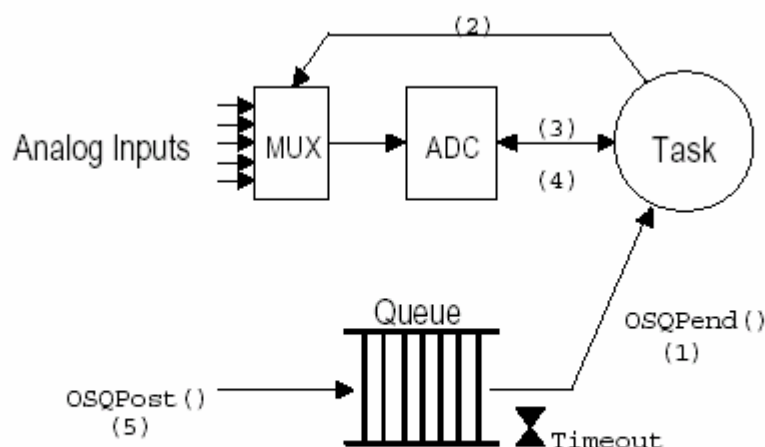 (2)
Analog Inputs
MUX
ADC
(3)
(4)
Task
Queue
OSQPend()
(1)
OSQPost()
(5)
Timeout